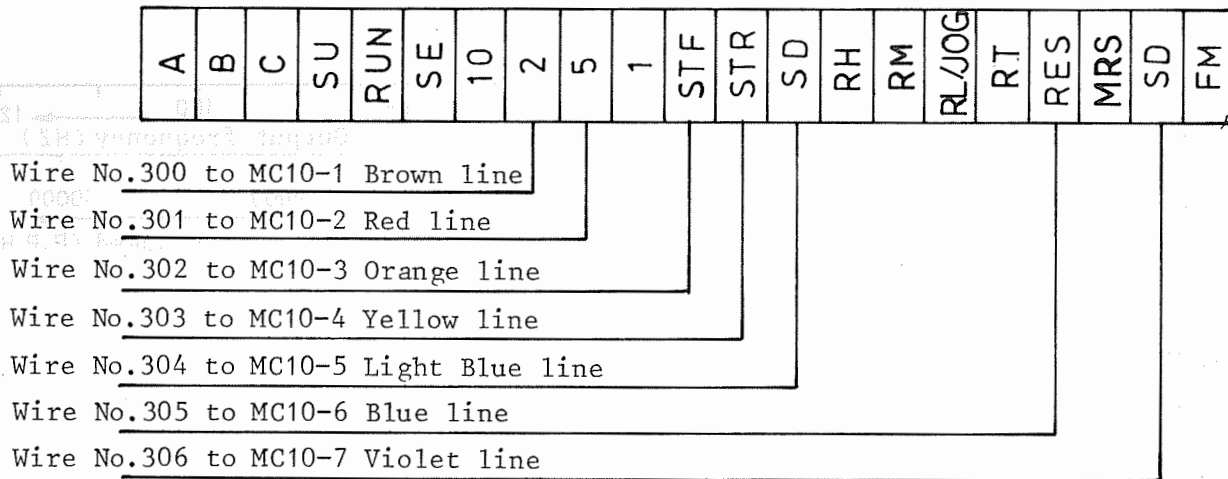 A B C SU RUN SE 10 2 5 1 STF STR SD RH RM RL/JOG RT RES MRS SD FM
Wire No.300 to MC10-1 Brown line
Wire No.301 to MC10-2 Red line
Wire No.302 to MC10-3 Orange line
Wire No.303 to MC10-4 Yellow line
Wire No.304 to MC10-5 Light Blue line
Wire No.305 to MC10-6 Blue line
Wire No.306 to MC10-7 Violet line